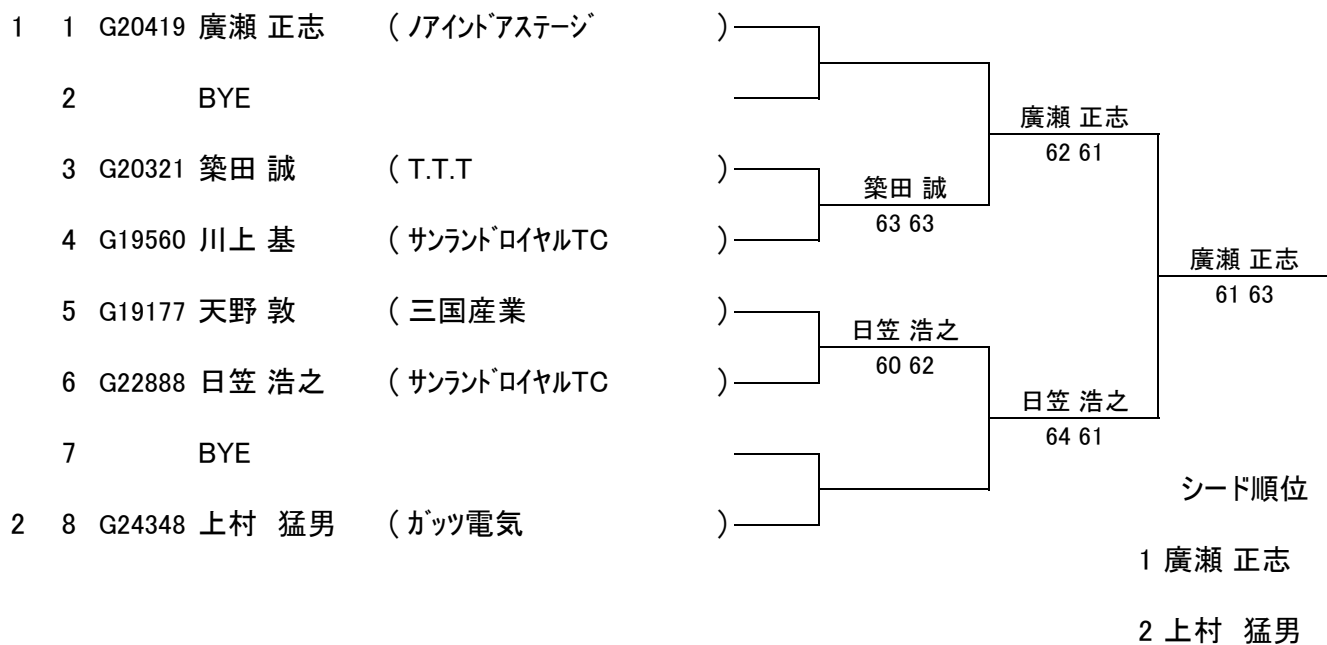 1 1 G20419 廣瀬 正志 ( ﾉｱｲﾝﾄﾞｱｽﾃｰｼﾞ )
2 BYE
廣瀬 正志
62 61
3 G20321 築田 誠 ( T.T.T )
築田 誠
63 63
4 G19560 川上 基 ( ｻﾝﾗﾝﾄﾞﾛｲﾔﾙTC )
廣瀬 正志
61 63
5 G19177 天野 敦 ( 三国産業 )
日笠 浩之
60 62
6 G22888 日笠 浩之 ( ｻﾝﾗﾝﾄﾞﾛｲﾔﾙTC )
日笠 浩之
64 61
7 BYE
シード順位
2 8 G24348 上村　猛男 ( ｶﾞｯﾂ電気 )
1 廣瀬 正志
2 上村　猛男